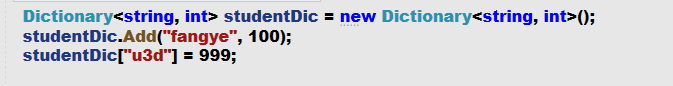 Dictionary<string, int> studentDic = new Dictionary<string, int>();
studentDic.Add("fangye", 100);
studentDic["u3d"] = 999;